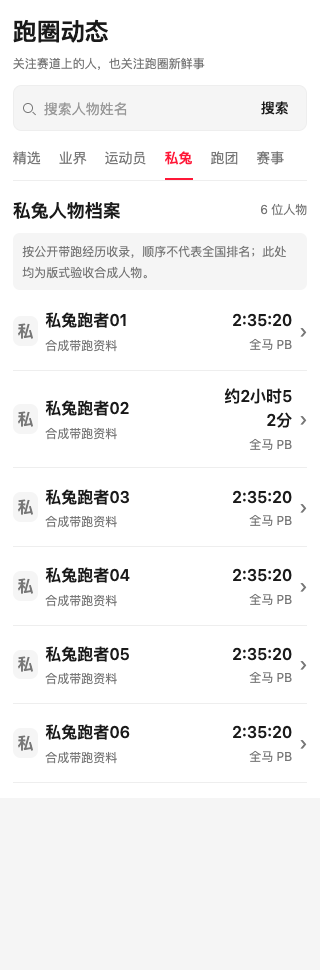 跑圈动态
关注赛道上的人，也关注跑圈新鲜事
搜索人物姓名
搜索
精选 业界 运动员 私兔 跑团 赛事
私兔人物档案
6 位人物
按公开带跑经历收录，顺序不代表全国排名；此处
均为版式验收合成人物。
私
私兔跑者01
合成带跑资料
2:35:20
全马 PB
私
私兔跑者02
合成带跑资料
约2小时5
2分
全马 PB
私
私兔跑者03
合成带跑资料
2:35:20
全马 PB
私
私兔跑者04
合成带跑资料
2:35:20
全马 PB
私
私兔跑者05
合成带跑资料
2:35:20
全马 PB
私
私兔跑者06
合成带跑资料
2:35:20
全马 PB